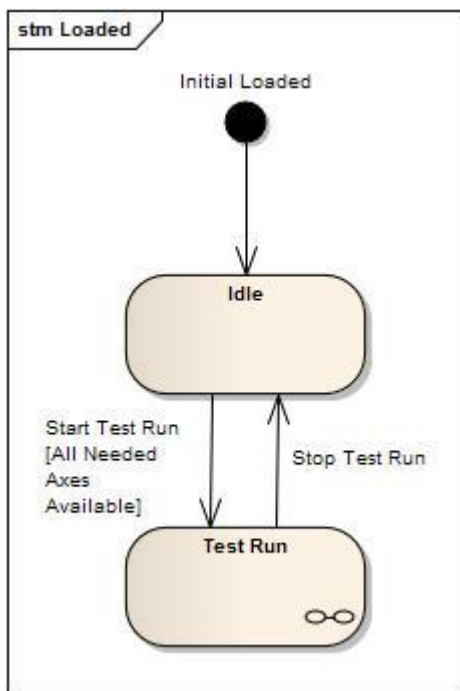 stm Loaded
Initial Loaded
Idle
Start Test Run
[All Needed
Axes
Available]
Stop Test Run
Test Run